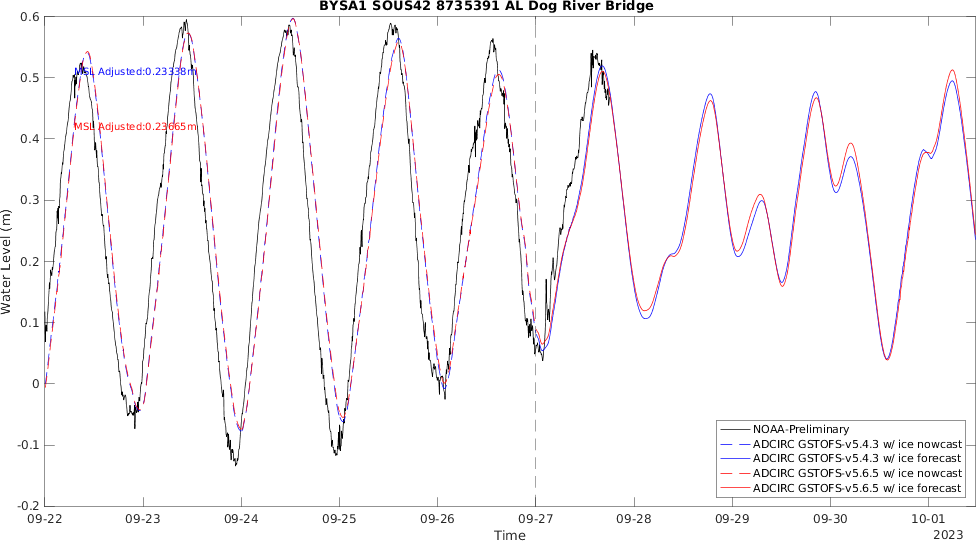 BYSA1 SOUS42 8735391 AL Dog River Bridge
0.6
0.5
0.4
0.3
0.2
0.1
0
-0.1
-0.2
Water Level (m)
MSL Adjusted:0.23338m
MSL Adjusted:0.23665m
NOAA-Preliminary
ADCIRC GSTOFS-v5.4.3 w/ ice nowcast
ADCIRC GSTOFS-v5.4.3 w/ ice forecast
ADCIRC GSTOFS-v5.6.5 w/ ice nowcast
ADCIRC GSTOFS-v5.6.5 w/ ice forecast
09-22 09-23 09-24 09-25 09-26 09-27 09-28 09-29 09-30 10-01
Time
2023